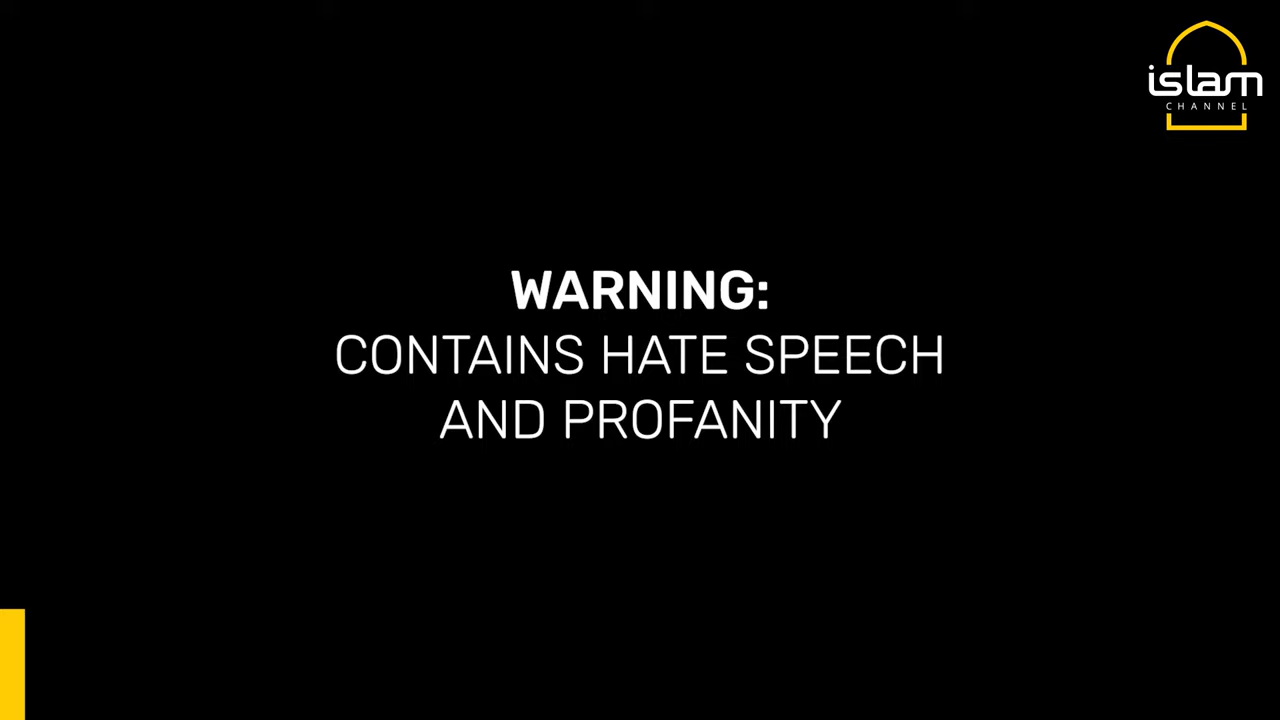 islam
CHANNEL
WARNING:
CONTAINS HATE SPEECH
AND PROFANITY